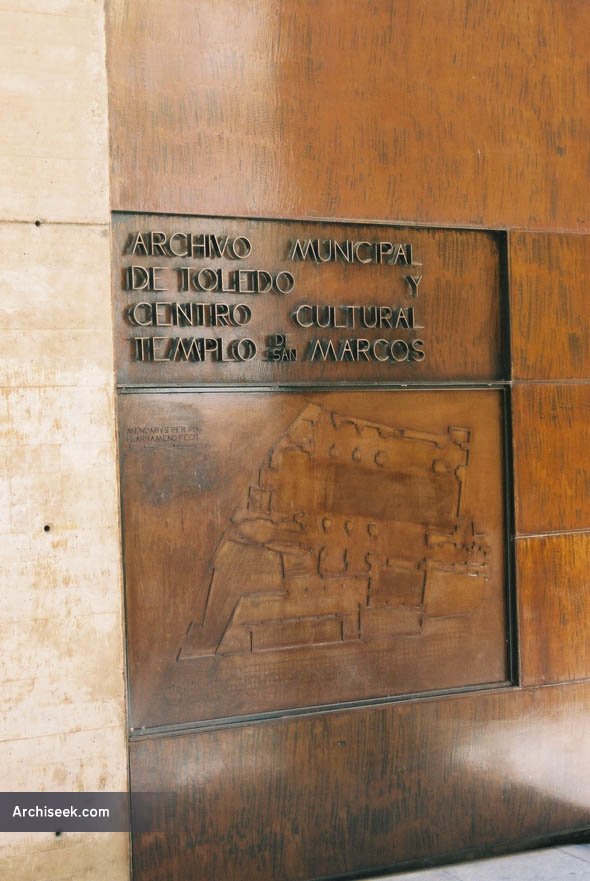 ARCHIVO MUNICIPAL
DE TOLEDO Y
CENTRO CULTURAL
TEMPLO DE SAN MARCOS
Archiseek.com